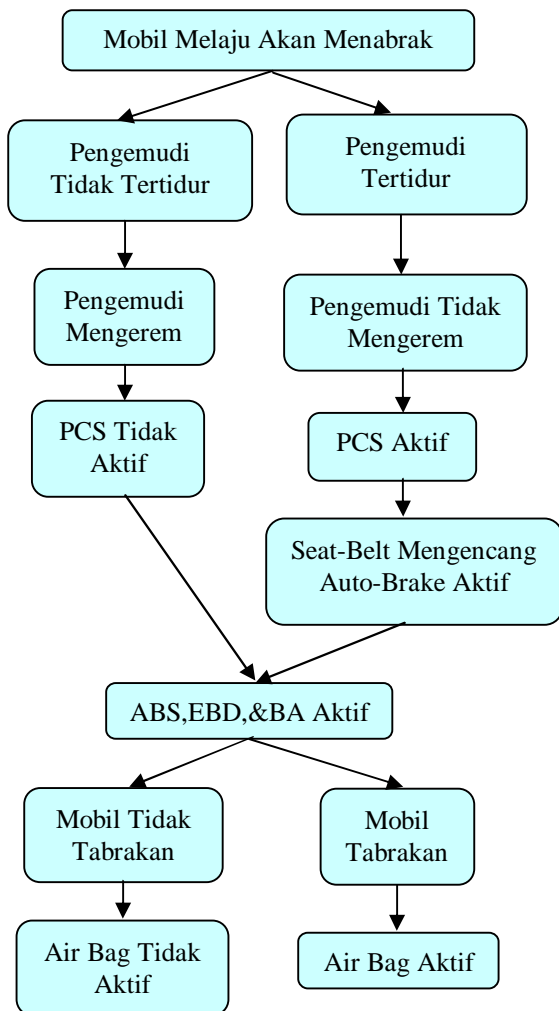 Mobil Melaju Akan Menabrak
Pengemudi
Tidak Tertidur
Pengemudi
Tertidur
Pengemudi
Mengerem
Pengemudi Tidak
Mengerem
PCS Tidak
Aktif
PCS Aktif
Seat-Belt Mengencang
Auto-Brake Aktif
ABS,EBD,&BA Aktif
Mobil Tidak
Tabrakan
Mobil
Tabrakan
Air Bag Tidak
Aktif
Air Bag Aktif